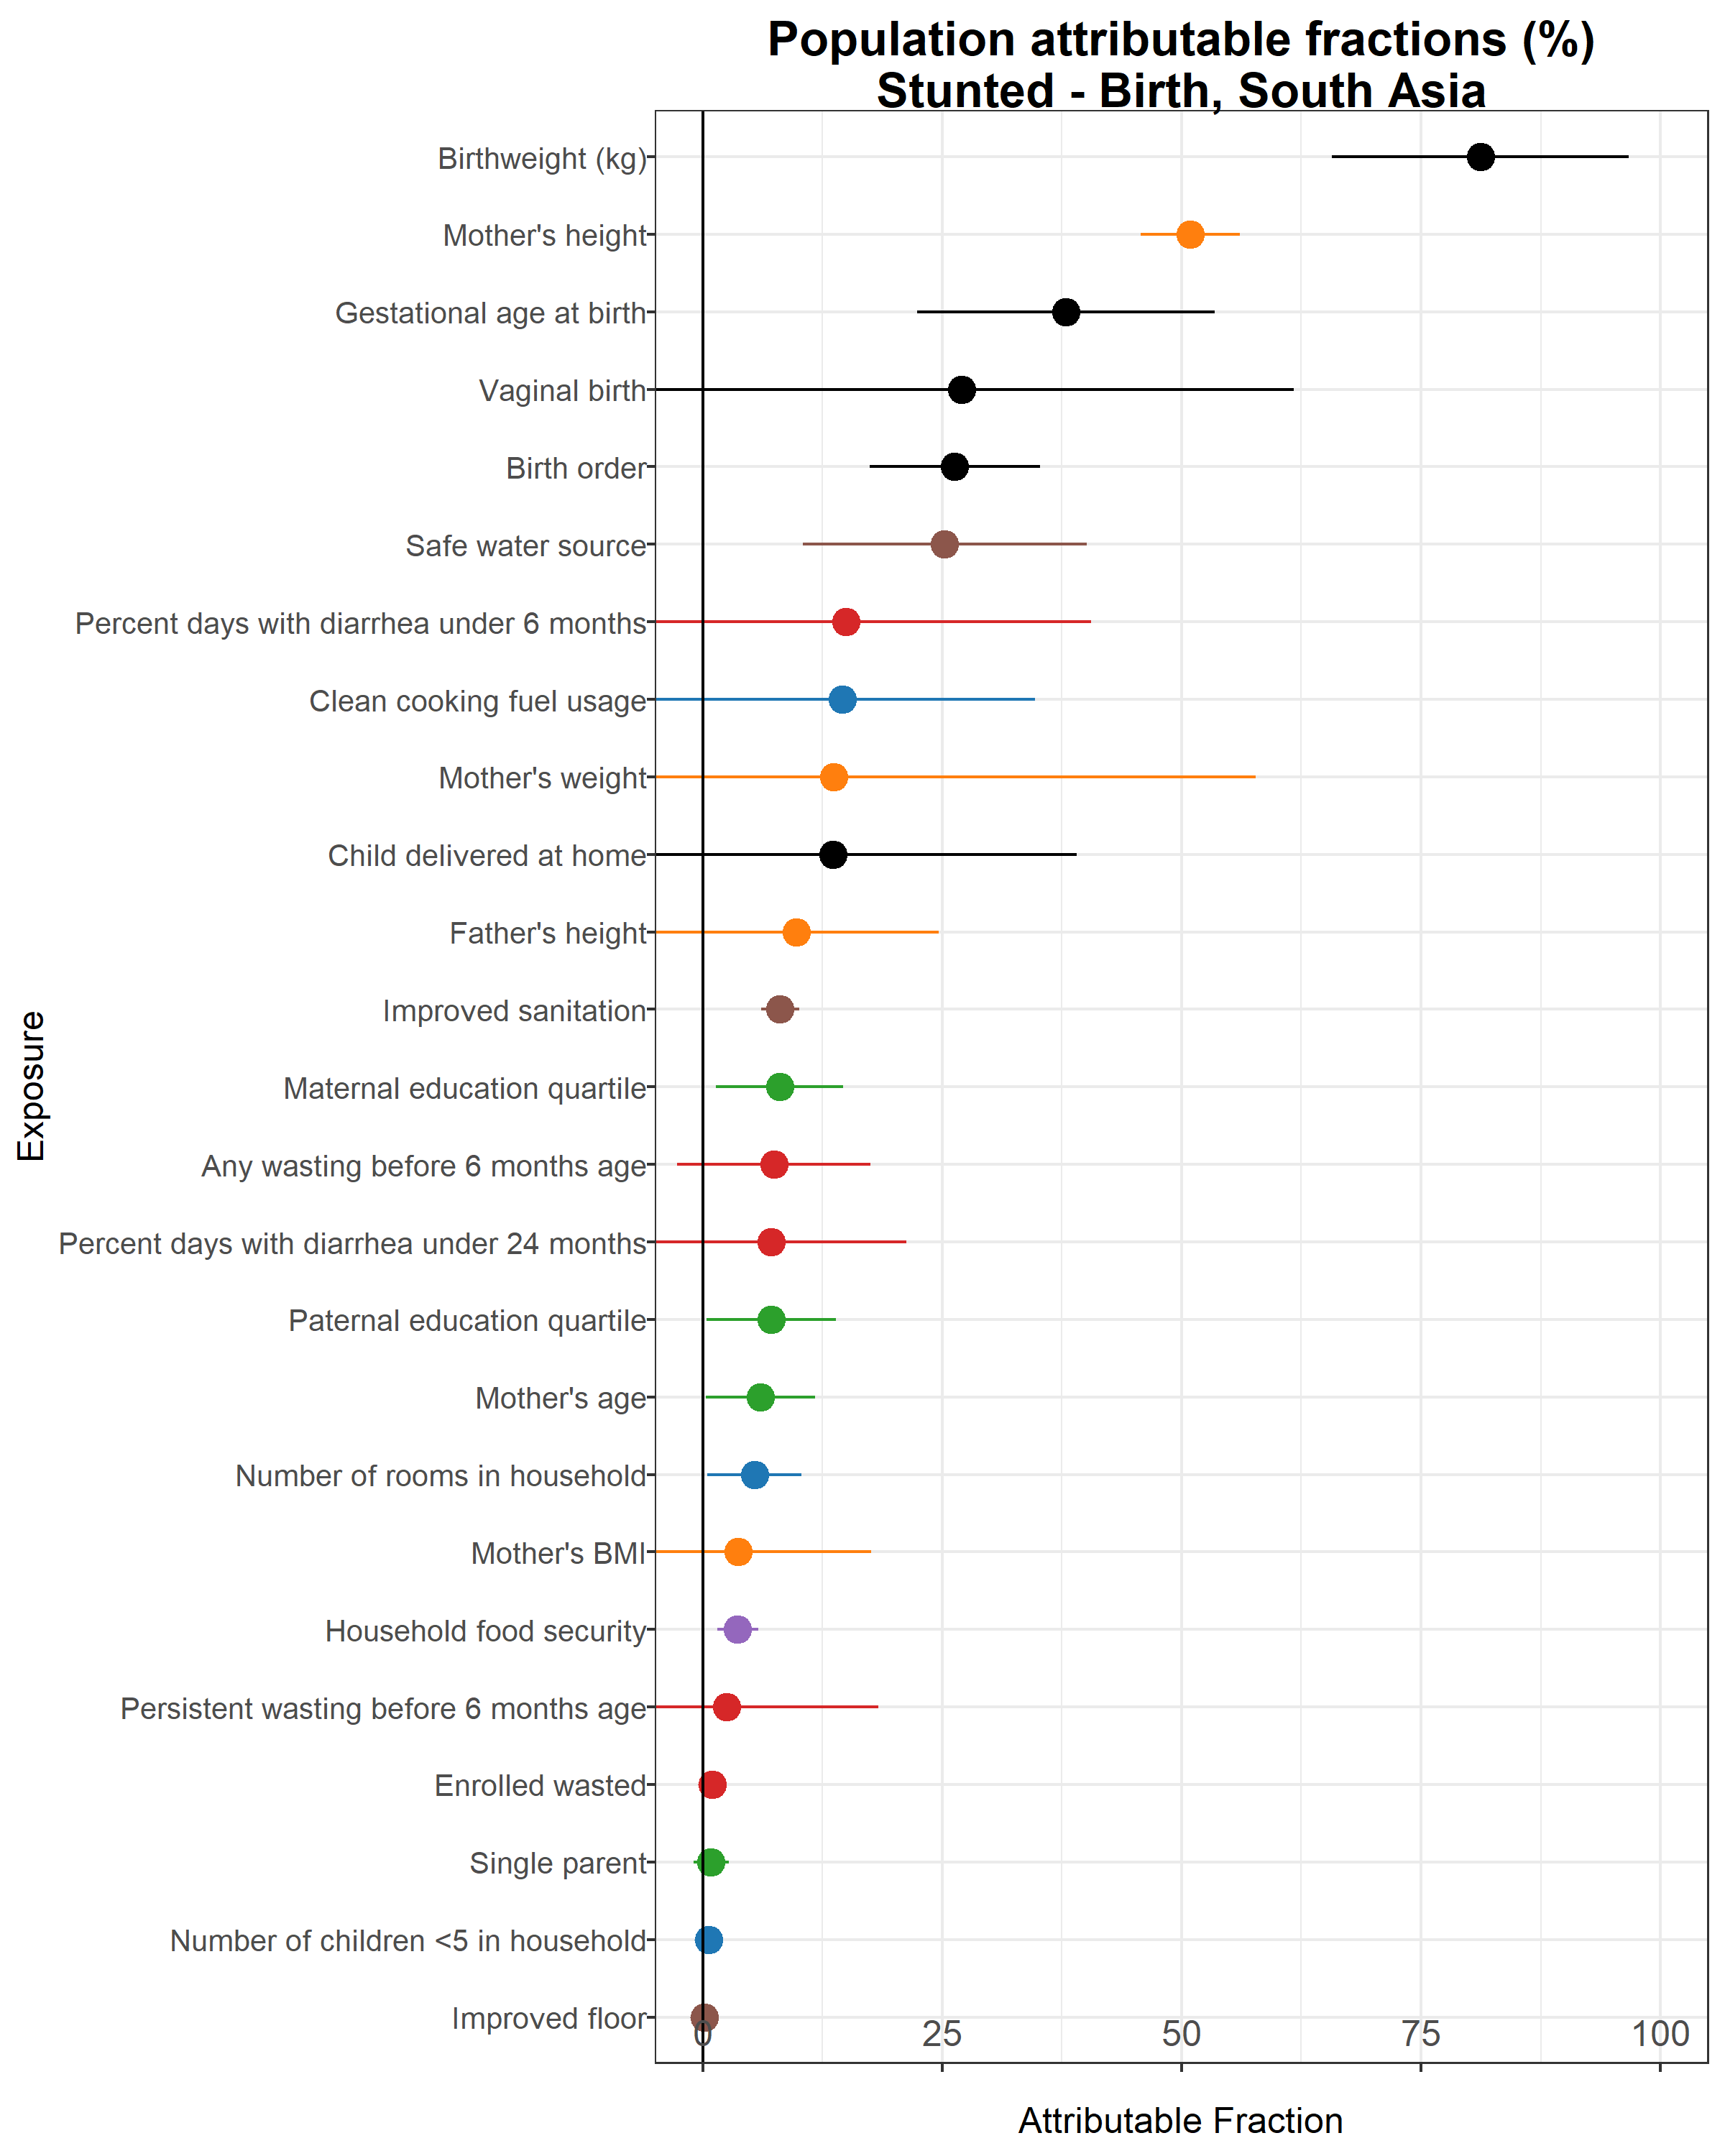 Population attributable fractions (%)
Stunted - Birth, South Asia
Birthweight (kg)
Mother's height
Gestational age at birth
Vaginal birth
Birth order
Safe water source
Percent days with diarrhea under 6 months
Clean cooking fuel usage
Mother's weight
Child delivered at home
Father's height
Improved sanitation
Maternal education quartile
Any wasting before 6 months age
Percent days with diarrhea under 24 months
Paternal education quartile
Mother's age
Number of rooms in household
Mother's BMI
Household food security
Persistent wasting before 6 months age
Enrolled wasted
Single parent
Number of children <5 in household
Improved floor
Exposure
0 25 50 75 100
Attributable Fraction